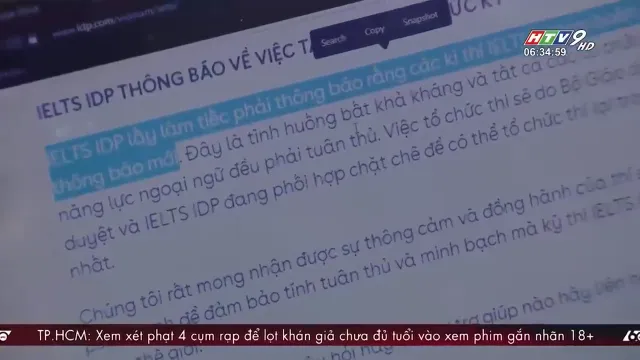 www.idp.com/vietnam/ielts/
Search Copy Snapshot
HTV9 HD
06:34:59
IELTS IDP THÔNG BÁO VỀ VIỆC
IELTS IDP lấy làm tiếc phải thông báo rằng các kì thi IELTS
thông báo mới. Đây là tình huống bất khả kháng và tất cả các
năng lực ngoại ngữ đều phải tuân thủ. Việc tổ chức thi sẽ do Bộ Giáo
duyệt và IELTS IDP đang phối hợp chặt chẽ để có thể tổ chức thi lại
nhất.
Chúng tôi rất mong nhận được sự thông cảm và đồng hành của thí
để đảm bảo tính tuân thủ và minh bạch mà kỳ thi IELTS
thế giới.
trợ giúp nào hãy liên
TP.HCM: Xem xét phạt 4 cụm rạp để lọt khán giả chưa đủ tuổi vào xem phim gắn nhãn 18+